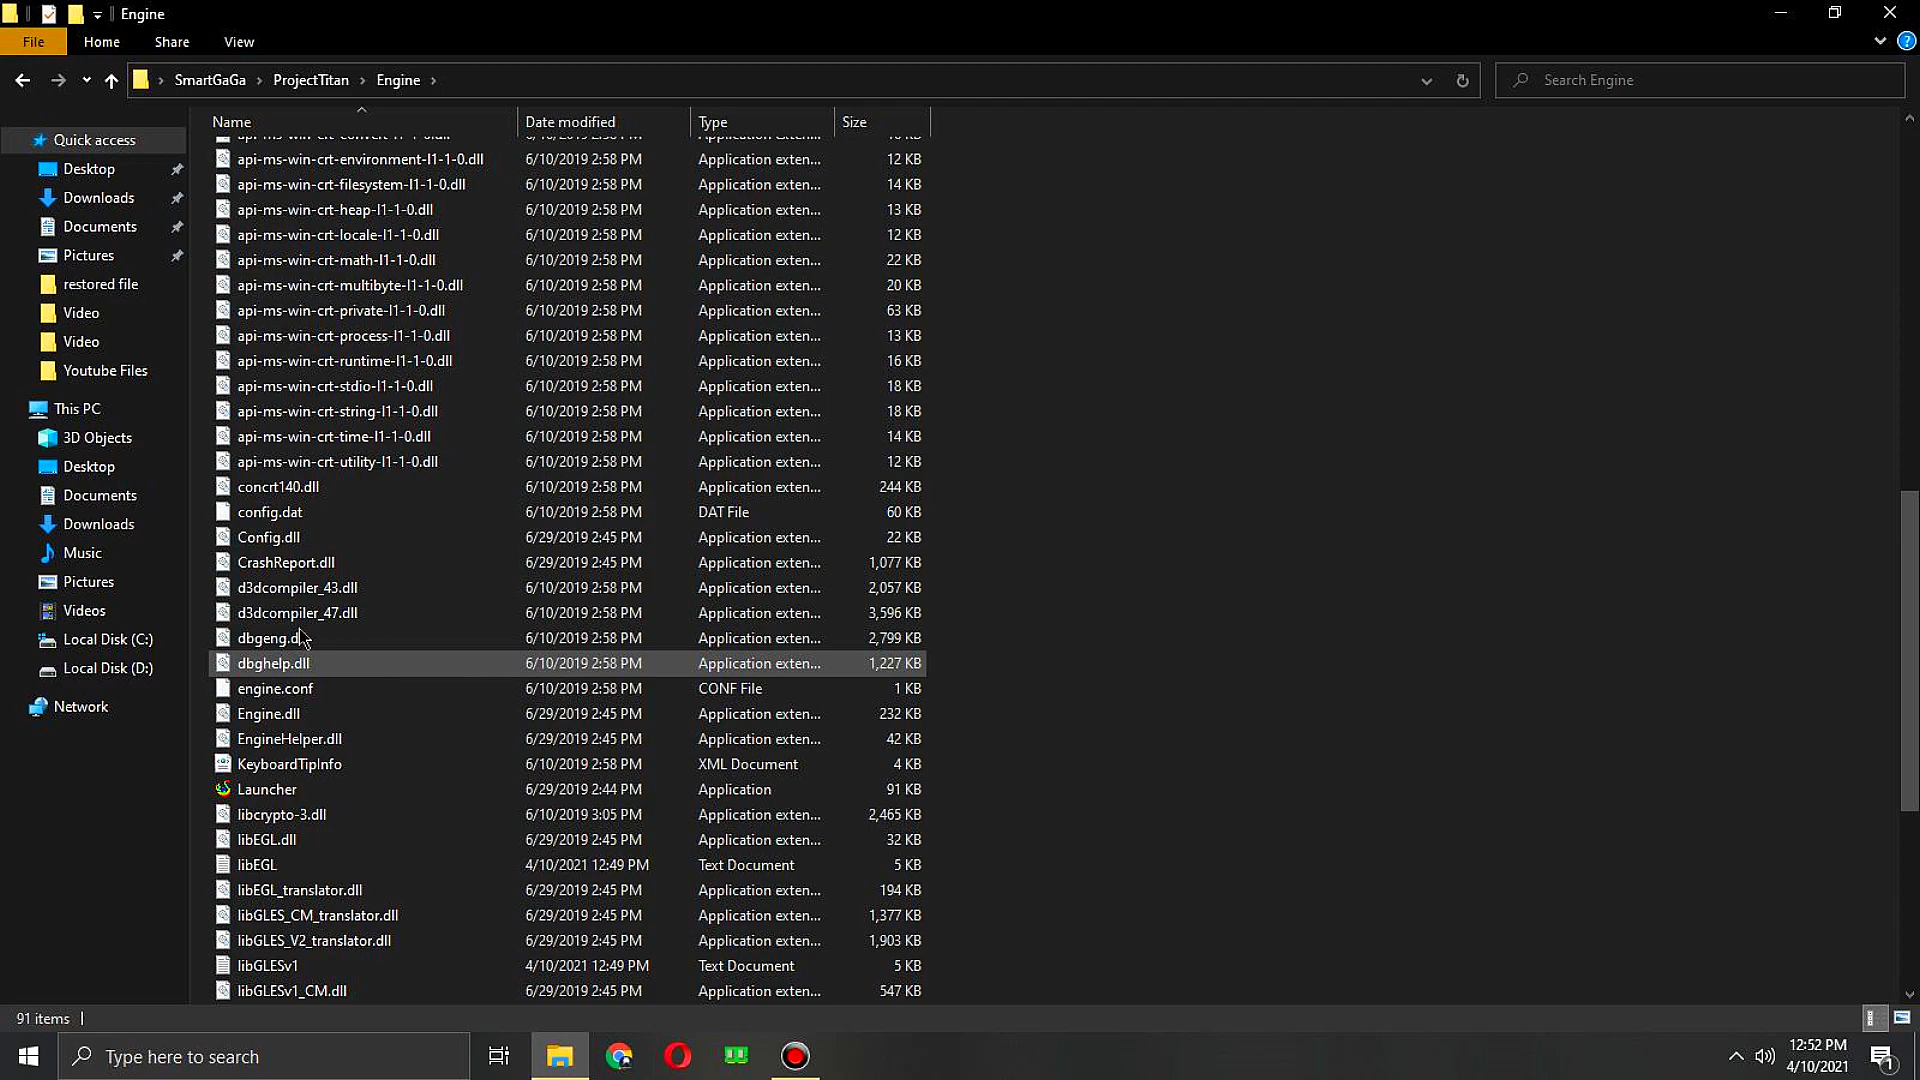 Engine
File Home Share View
SmartGaGa > ProjectTitan > Engine >
Search Engine
Name Date modified Type Size
Quick access
Desktop
Downloads
Documents
Pictures
restored file
Video
Video
Youtube Files
This PC
3D Objects
Desktop
Documents
Downloads
Music
Pictures
Videos
Local Disk (C:)
Local Disk (D:)
Network
api-ms-win-crt-environment-l1-1-0.dll 6/10/2019 2:58 PM Application exten... 12 KB
api-ms-win-crt-filesystem-l1-1-0.dll 6/10/2019 2:58 PM Application exten... 14 KB
api-ms-win-crt-heap-l1-1-0.dll 6/10/2019 2:58 PM Application exten... 13 KB
api-ms-win-crt-locale-l1-1-0.dll 6/10/2019 2:58 PM Application exten... 12 KB
api-ms-win-crt-math-l1-1-0.dll 6/10/2019 2:58 PM Application exten... 22 KB
api-ms-win-crt-multibyte-l1-1-0.dll 6/10/2019 2:58 PM Application exten... 20 KB
api-ms-win-crt-private-l1-1-0.dll 6/10/2019 2:58 PM Application exten... 63 KB
api-ms-win-crt-process-l1-1-0.dll 6/10/2019 2:58 PM Application exten... 13 KB
api-ms-win-crt-runtime-l1-1-0.dll 6/10/2019 2:58 PM Application exten... 16 KB
api-ms-win-crt-stdio-l1-1-0.dll 6/10/2019 2:58 PM Application exten... 18 KB
api-ms-win-crt-string-l1-1-0.dll 6/10/2019 2:58 PM Application exten... 18 KB
api-ms-win-crt-time-l1-1-0.dll 6/10/2019 2:58 PM Application exten... 14 KB
api-ms-win-crt-utility-l1-1-0.dll 6/10/2019 2:58 PM Application exten... 12 KB
concrt140.dll 6/10/2019 2:58 PM Application exten... 244 KB
config.dat 6/10/2019 2:58 PM DAT File 60 KB
Config.dll 6/29/2019 2:45 PM Application exten... 22 KB
CrashReport.dll 6/29/2019 2:45 PM Application exten... 1,077 KB
d3dcompiler_43.dll 6/10/2019 2:58 PM Application exten... 2,057 KB
d3dcompiler_47.dll 6/10/2019 2:58 PM Application exten... 3,596 KB
dbgeng.d 6/10/2019 2:58 PM Application exten... 2,799 KB
dbghelp.dll 6/10/2019 2:58 PM Application exten... 1,227 KB
engine.conf 6/10/2019 2:58 PM CONF File 1 KB
Engine.dll 6/29/2019 2:45 PM Application exten... 232 KB
EngineHelper.dll 6/29/2019 2:45 PM Application exten... 42 KB
KeyboardTipInfo 6/10/2019 2:58 PM XML Document 4 KB
Launcher 6/29/2019 2:44 PM Application 91 KB
libcrypto-3.dll 6/10/2019 3:05 PM Application exten... 2,465 KB
libEGL.dll 6/29/2019 2:45 PM Application exten... 32 KB
libEGL 4/10/2021 12:49 PM Text Document 5 KB
libEGL_translator.dll 6/29/2019 2:45 PM Application exten... 194 KB
libGLES_CM_translator.dll 6/29/2019 2:45 PM Application exten... 1,377 KB
libGLES_V2_translator.dll 6/29/2019 2:45 PM Application exten... 1,903 KB
libGLESv1 4/10/2021 12:49 PM Text Document 5 KB
libGLESv1_CM.dll 6/29/2019 2:45 PM Application exten... 547 KB
91 items
Type here to search
12:52 PM
4/10/2021
1